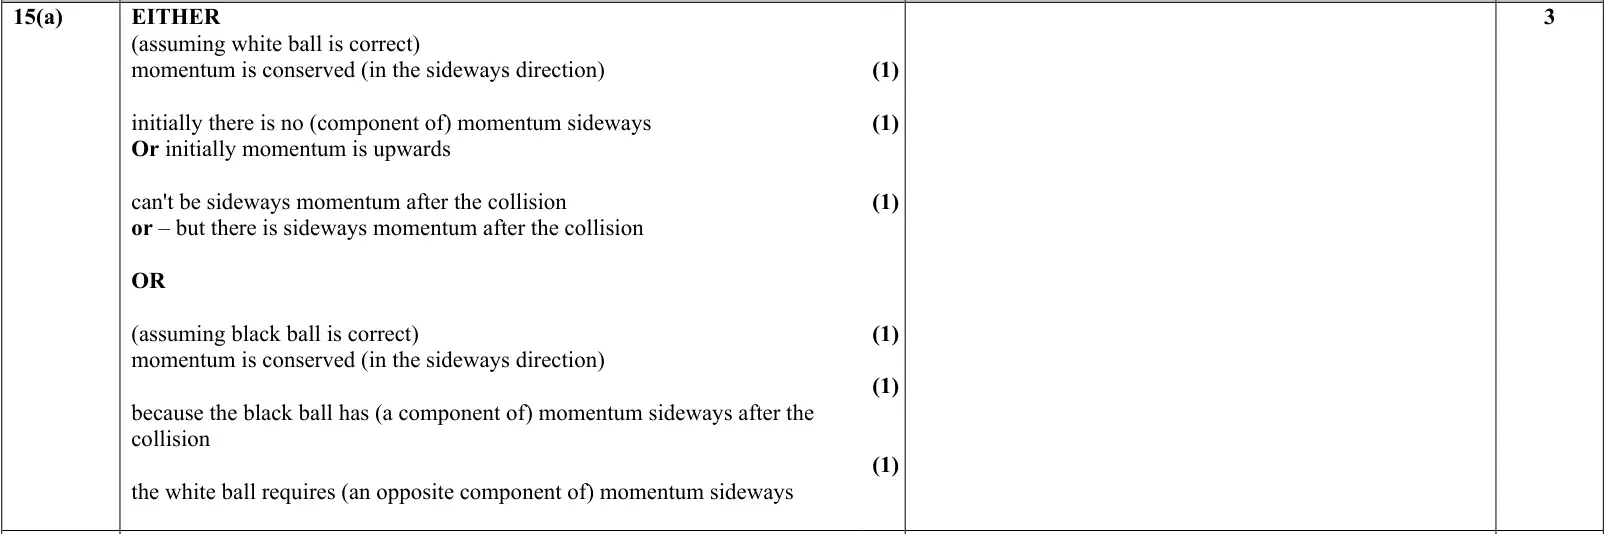 15(a) EITHER 3
(assuming white ball is correct)
momentum is conserved (in the sideways direction) (1)
initially there is no (component of) momentum sideways (1)
Or initially momentum is upwards
can't be sideways momentum after the collision (1)
or – but there is sideways momentum after the collision
OR
(assuming black ball is correct) (1)
momentum is conserved (in the sideways direction)
(1)
because the black ball has (a component of) momentum sideways after the
collision
(1)
the white ball requires (an opposite component of) momentum sideways